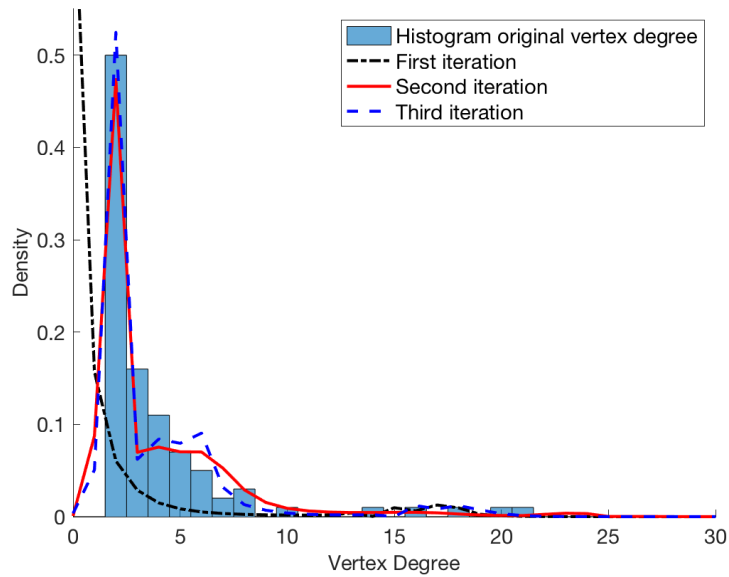 Histogram original vertex degree
First iteration
Second iteration
Third iteration
0.5
0.4
0.3
0.2
0.1
0
Density
0 5 10 15 20 25 30
Vertex Degree